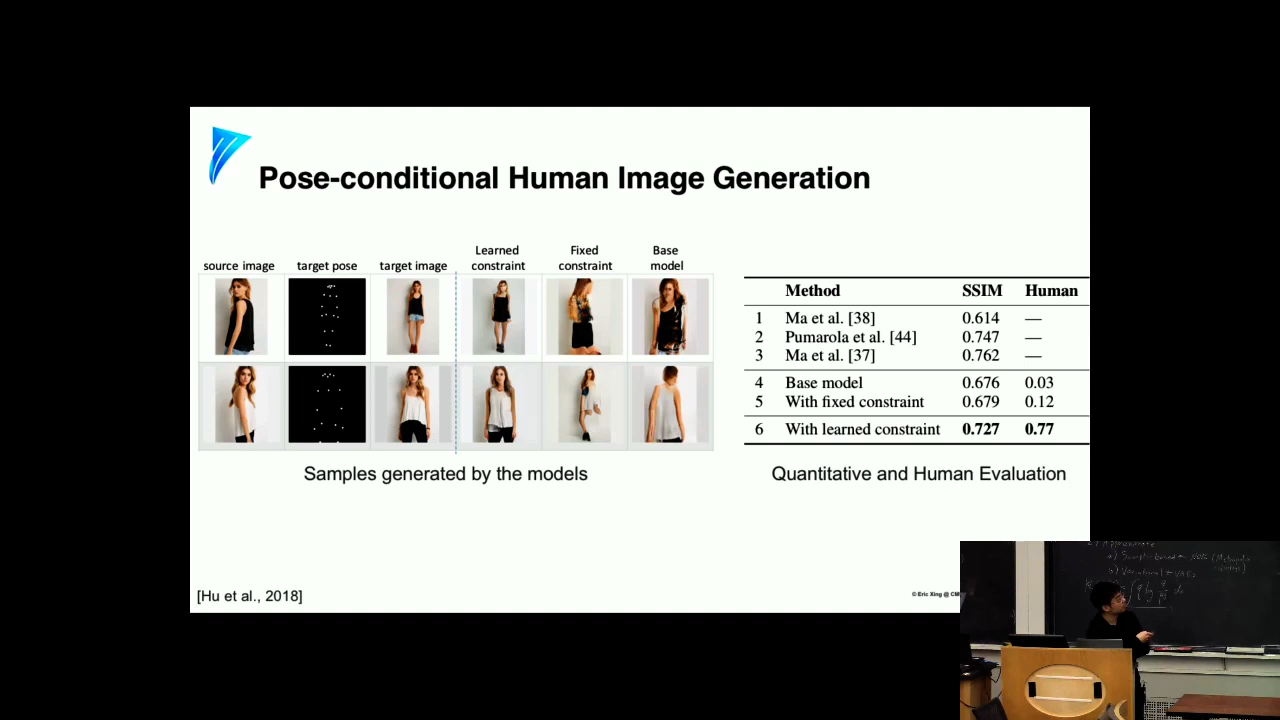 Pose-conditional Human Image Generation
source image target pose target image Learned constraint Fixed constraint Base model
Samples generated by the models
Method SSIM Human
1 Ma et al. [38] 0.614 —
2 Pumarola et al. [44] 0.747 —
3 Ma et al. [37] 0.762 —
4 Base model 0.676 0.03
5 With fixed constraint 0.679 0.12
6 With learned constraint 0.727 0.77
Quantitative and Human Evaluation
[Hu et al., 2018]
© Eric Xing @